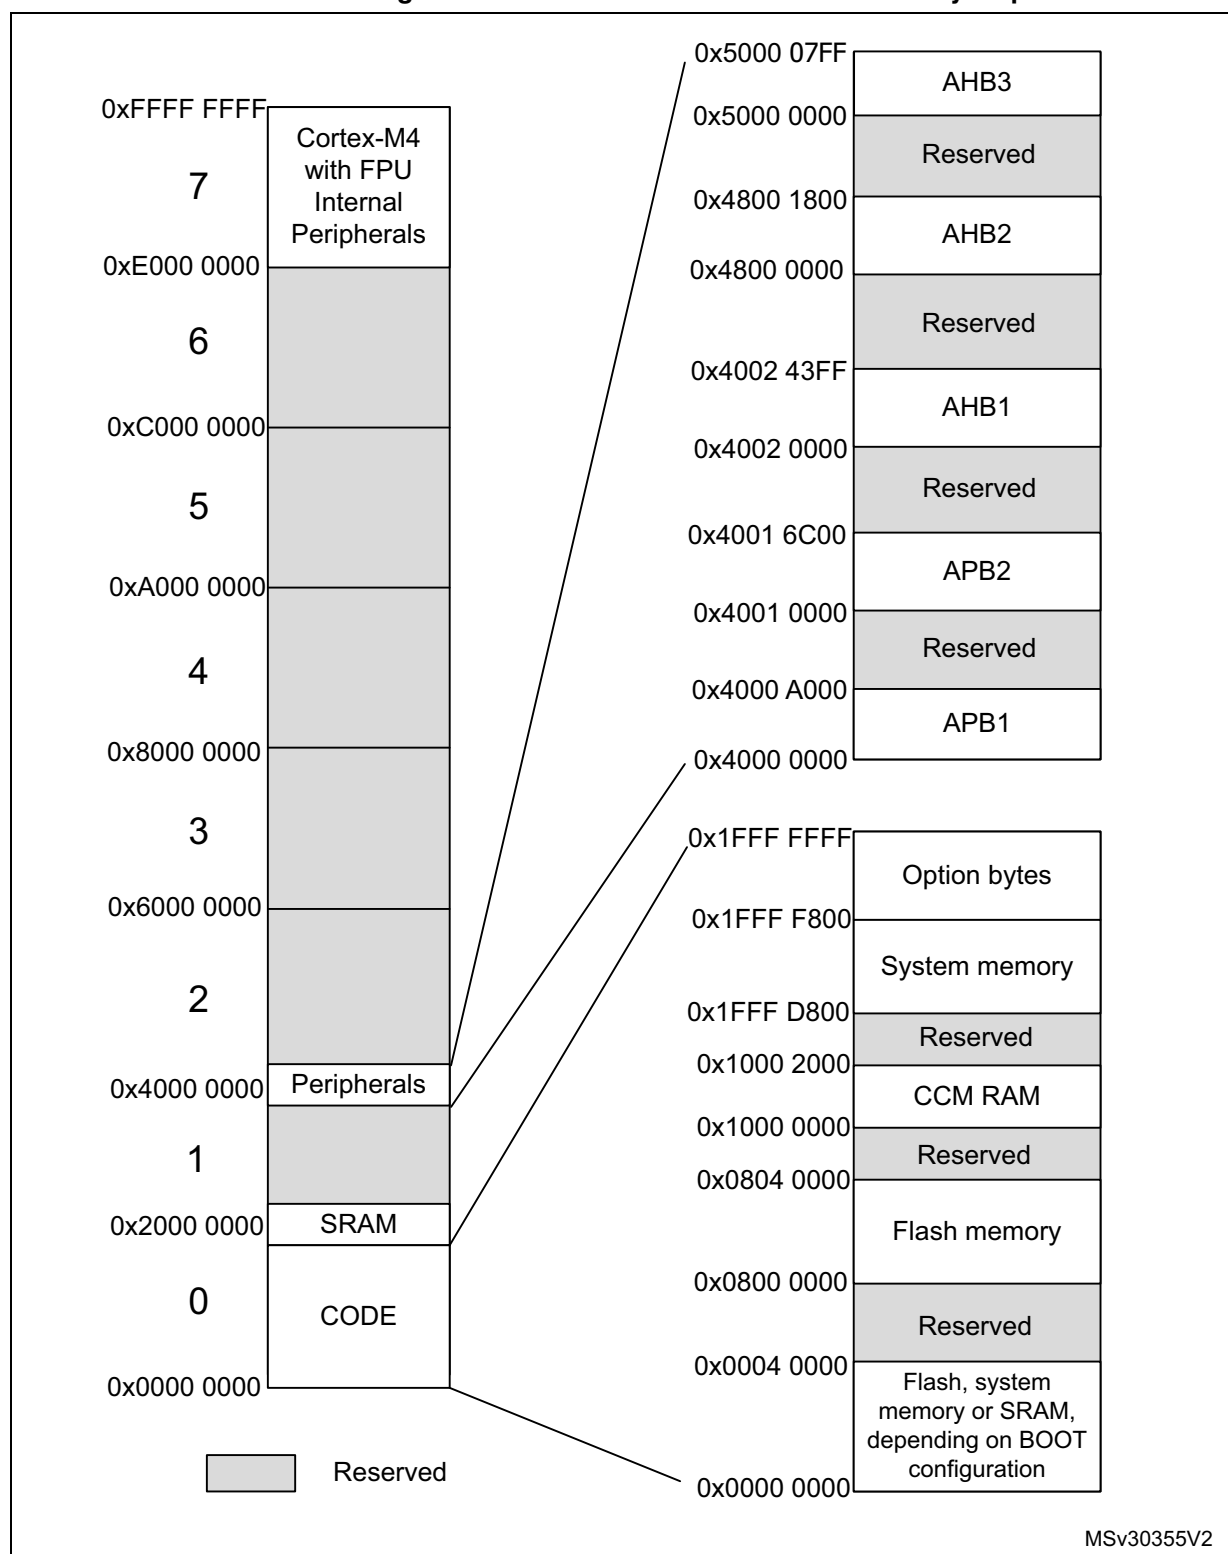 0xFFFF FFFF
7
Cortex-M4
with FPU
Internal
Peripherals
0xE000 0000
6
0xC000 0000
5
0xA000 0000
4
0x8000 0000
3
0x6000 0000
2
0x4000 0000
Peripherals
1
0x2000 0000
SRAM
0
CODE
0x0000 0000
Reserved
0x5000 07FF
AHB3
0x5000 0000
Reserved
0x4800 1800
AHB2
0x4800 0000
Reserved
0x4002 43FF
AHB1
0x4002 0000
Reserved
0x4001 6C00
APB2
0x4001 0000
Reserved
0x4000 A000
APB1
0x4000 0000
0x1FFF FFFF
Option bytes
0x1FFF F800
System memory
0x1FFF D800
Reserved
0x1000 2000
CCM RAM
0x1000 0000
Reserved
0x0804 0000
Flash memory
0x0800 0000
Reserved
0x0004 0000
Flash, system
memory or SRAM,
depending on BOOT
configuration
0x0000 0000
MSv30355V2